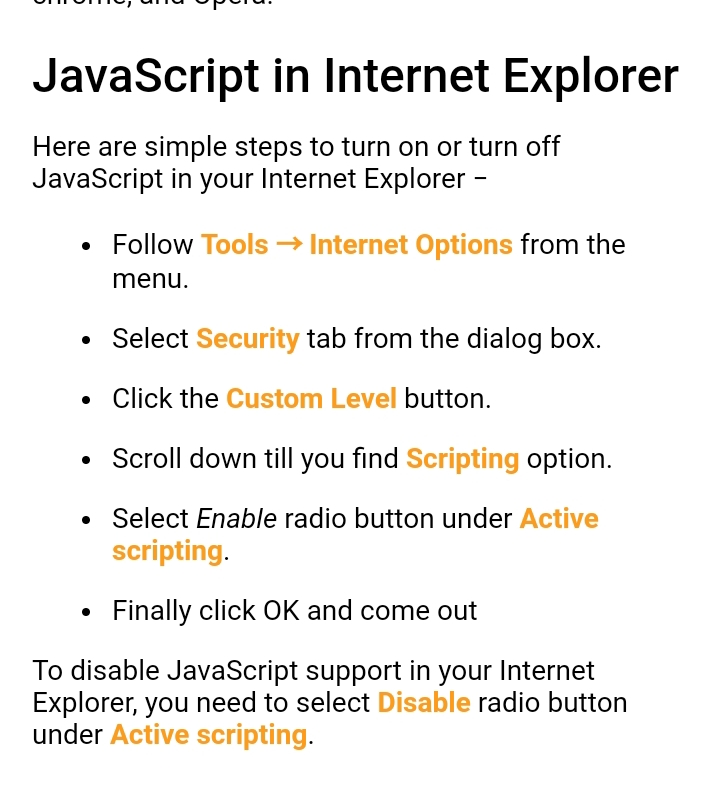 chrome, and Opera.
JavaScript in Internet Explorer
Here are simple steps to turn on or turn off
JavaScript in your Internet Explorer −
• Follow Tools → Internet Options from the
menu.
• Select Security tab from the dialog box.
• Click the Custom Level button.
• Scroll down till you find Scripting option.
• Select Enable radio button under Active
scripting.
• Finally click OK and come out
To disable JavaScript support in your Internet
Explorer, you need to select Disable radio button
under Active scripting.